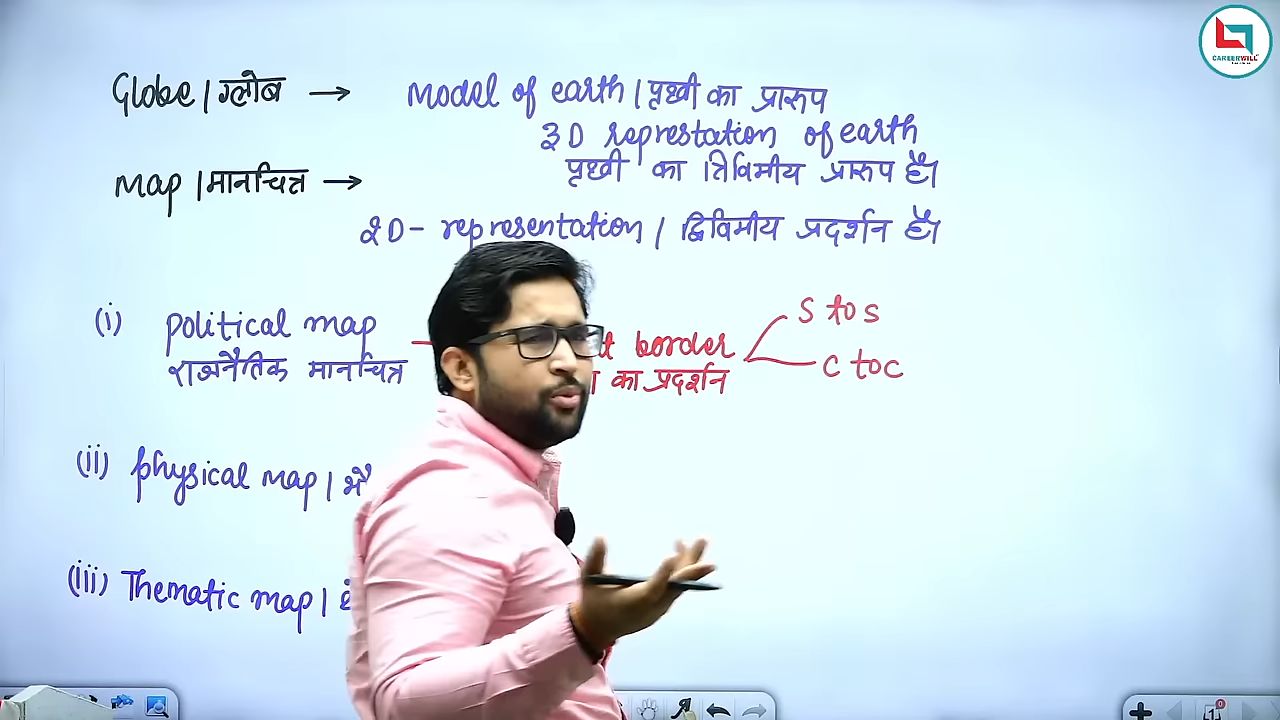 CAREERWILL
Globe | ग्लोब → model of earth | पृथ्वी का प्रारूप
3D represtation of earth
पृथ्वी का त्रिविमीय प्रारूप है।
map | मानचित्र →
2D- representation | द्विविमीय प्रदर्शन है।
(i) political map border S to S
राजनैतिक मानचित्र का प्रदर्शन C to C
(ii) physical map | भौ
(iii) Thematic map |